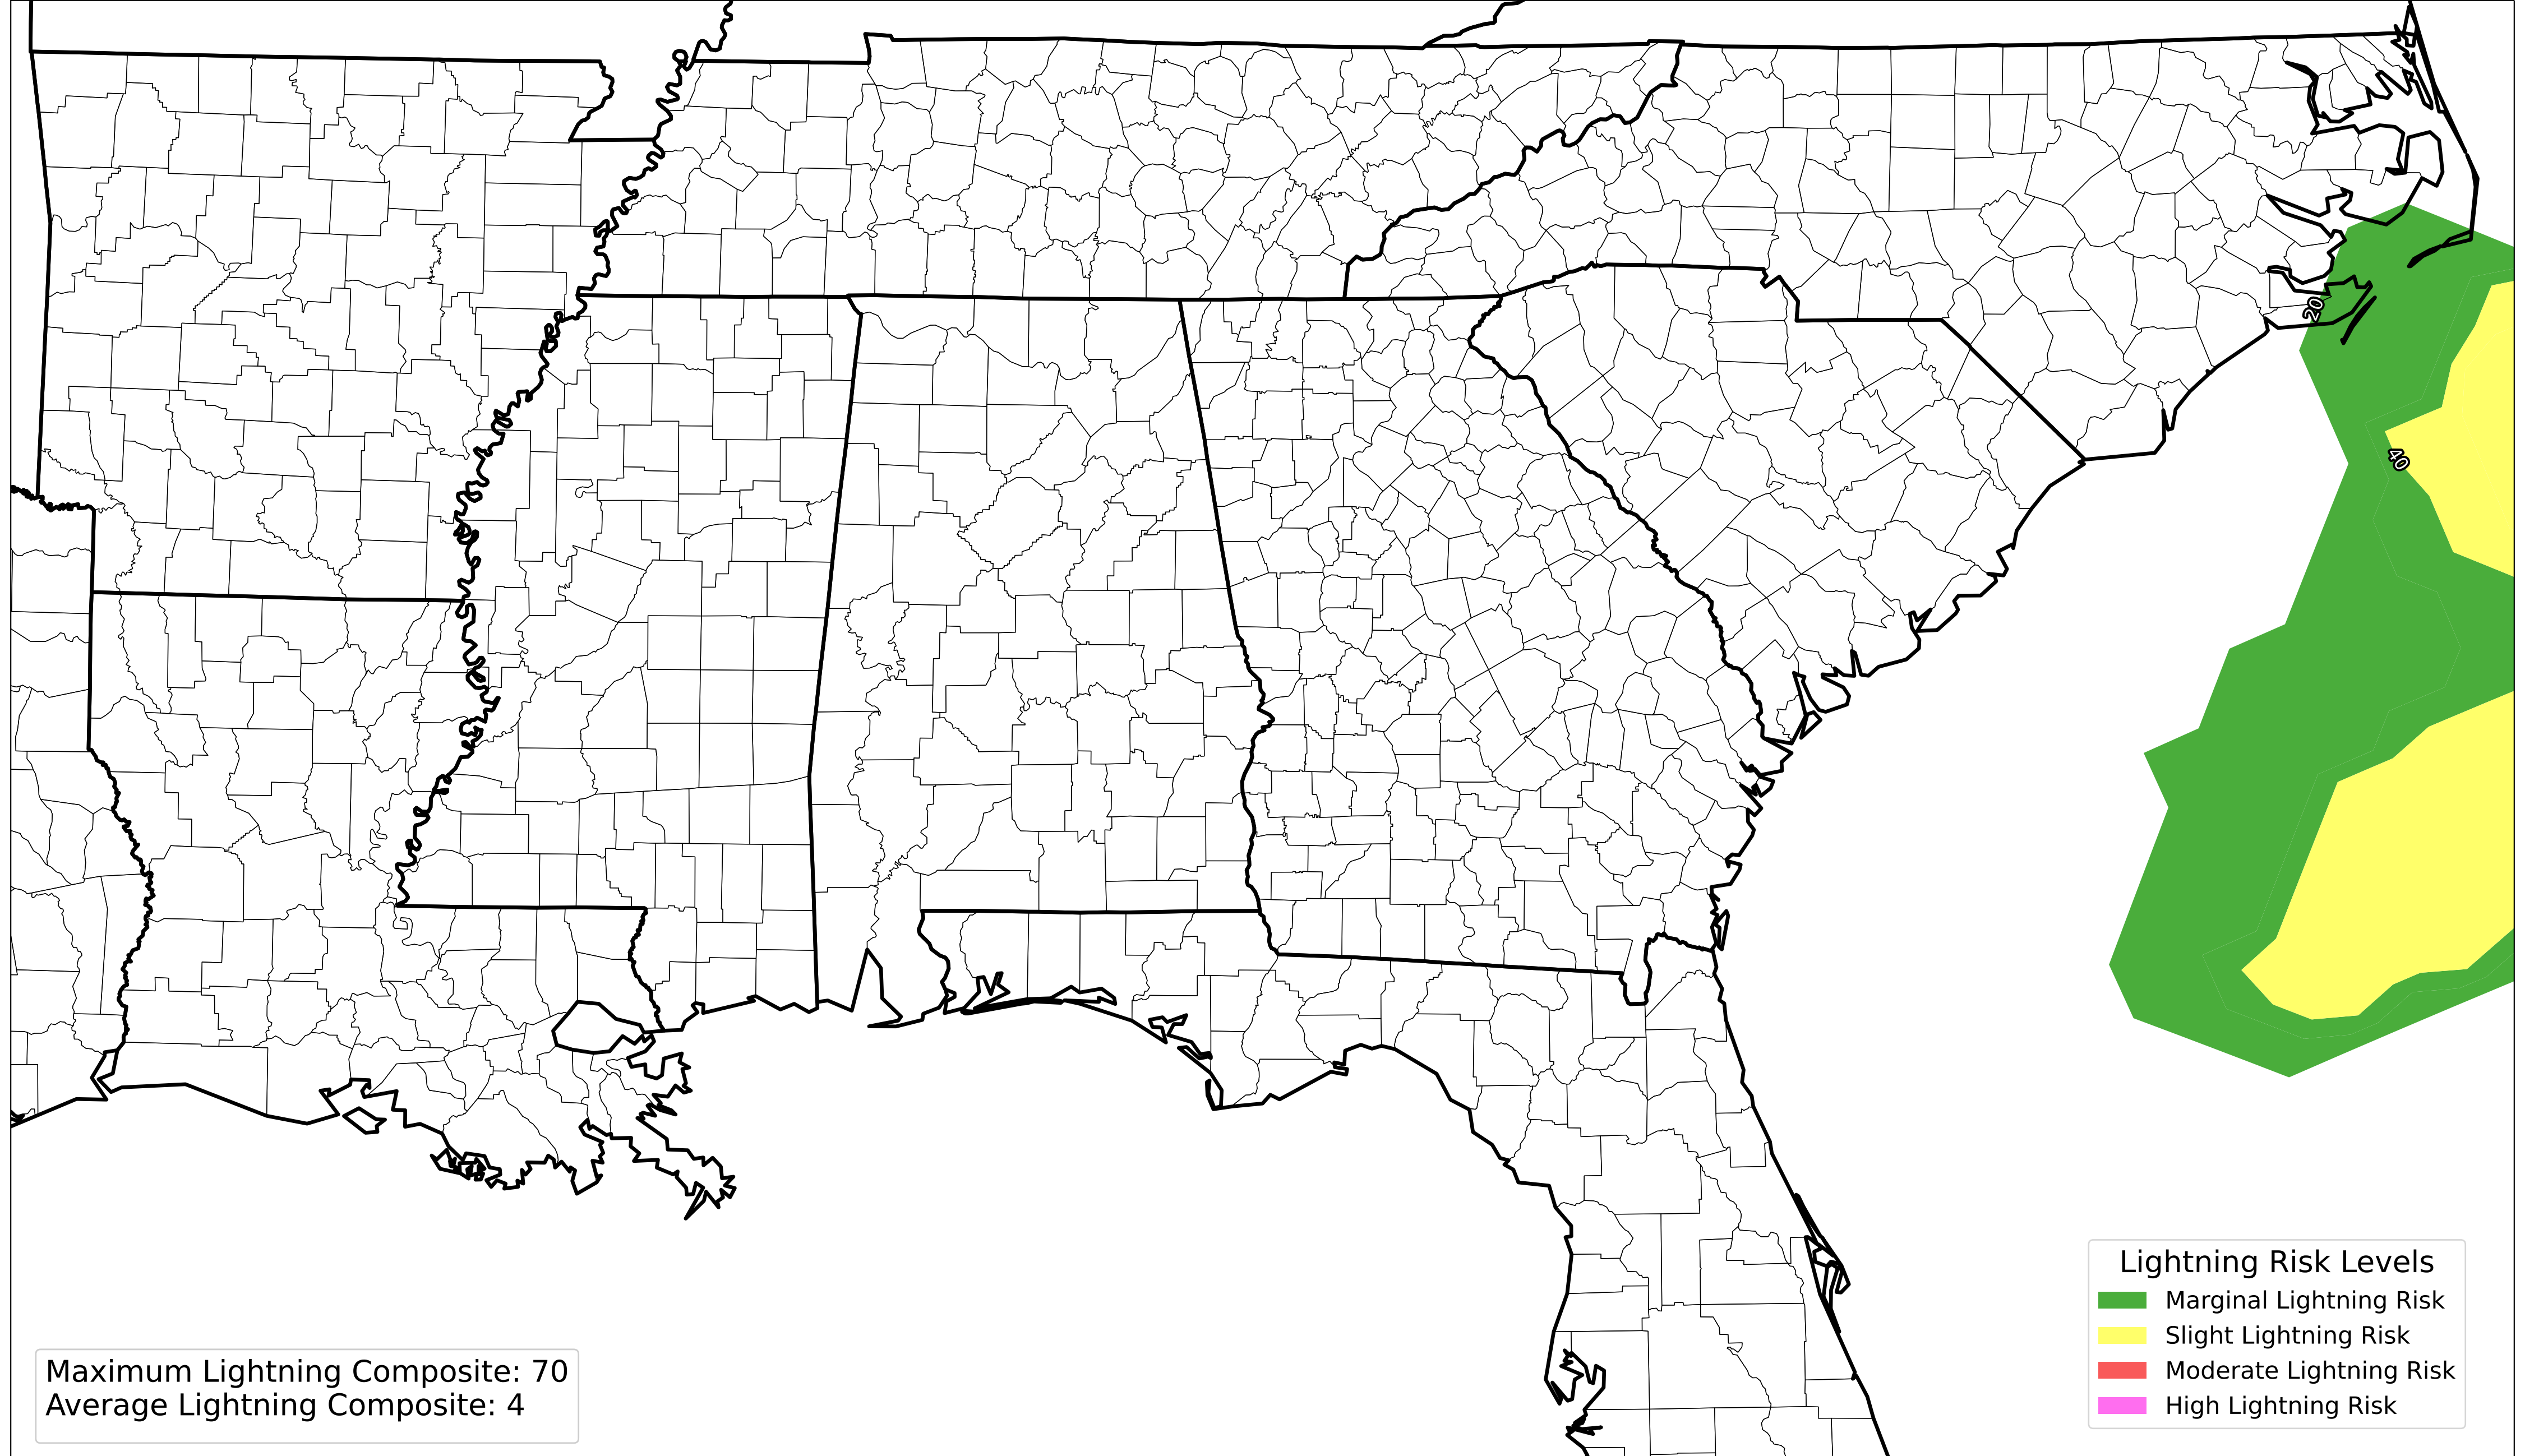 20
40
Lightning Risk Levels
Marginal Lightning Risk
Slight Lightning Risk
Moderate Lightning Risk
High Lightning Risk
Maximum Lightning Composite: 70
Average Lightning Composite: 4